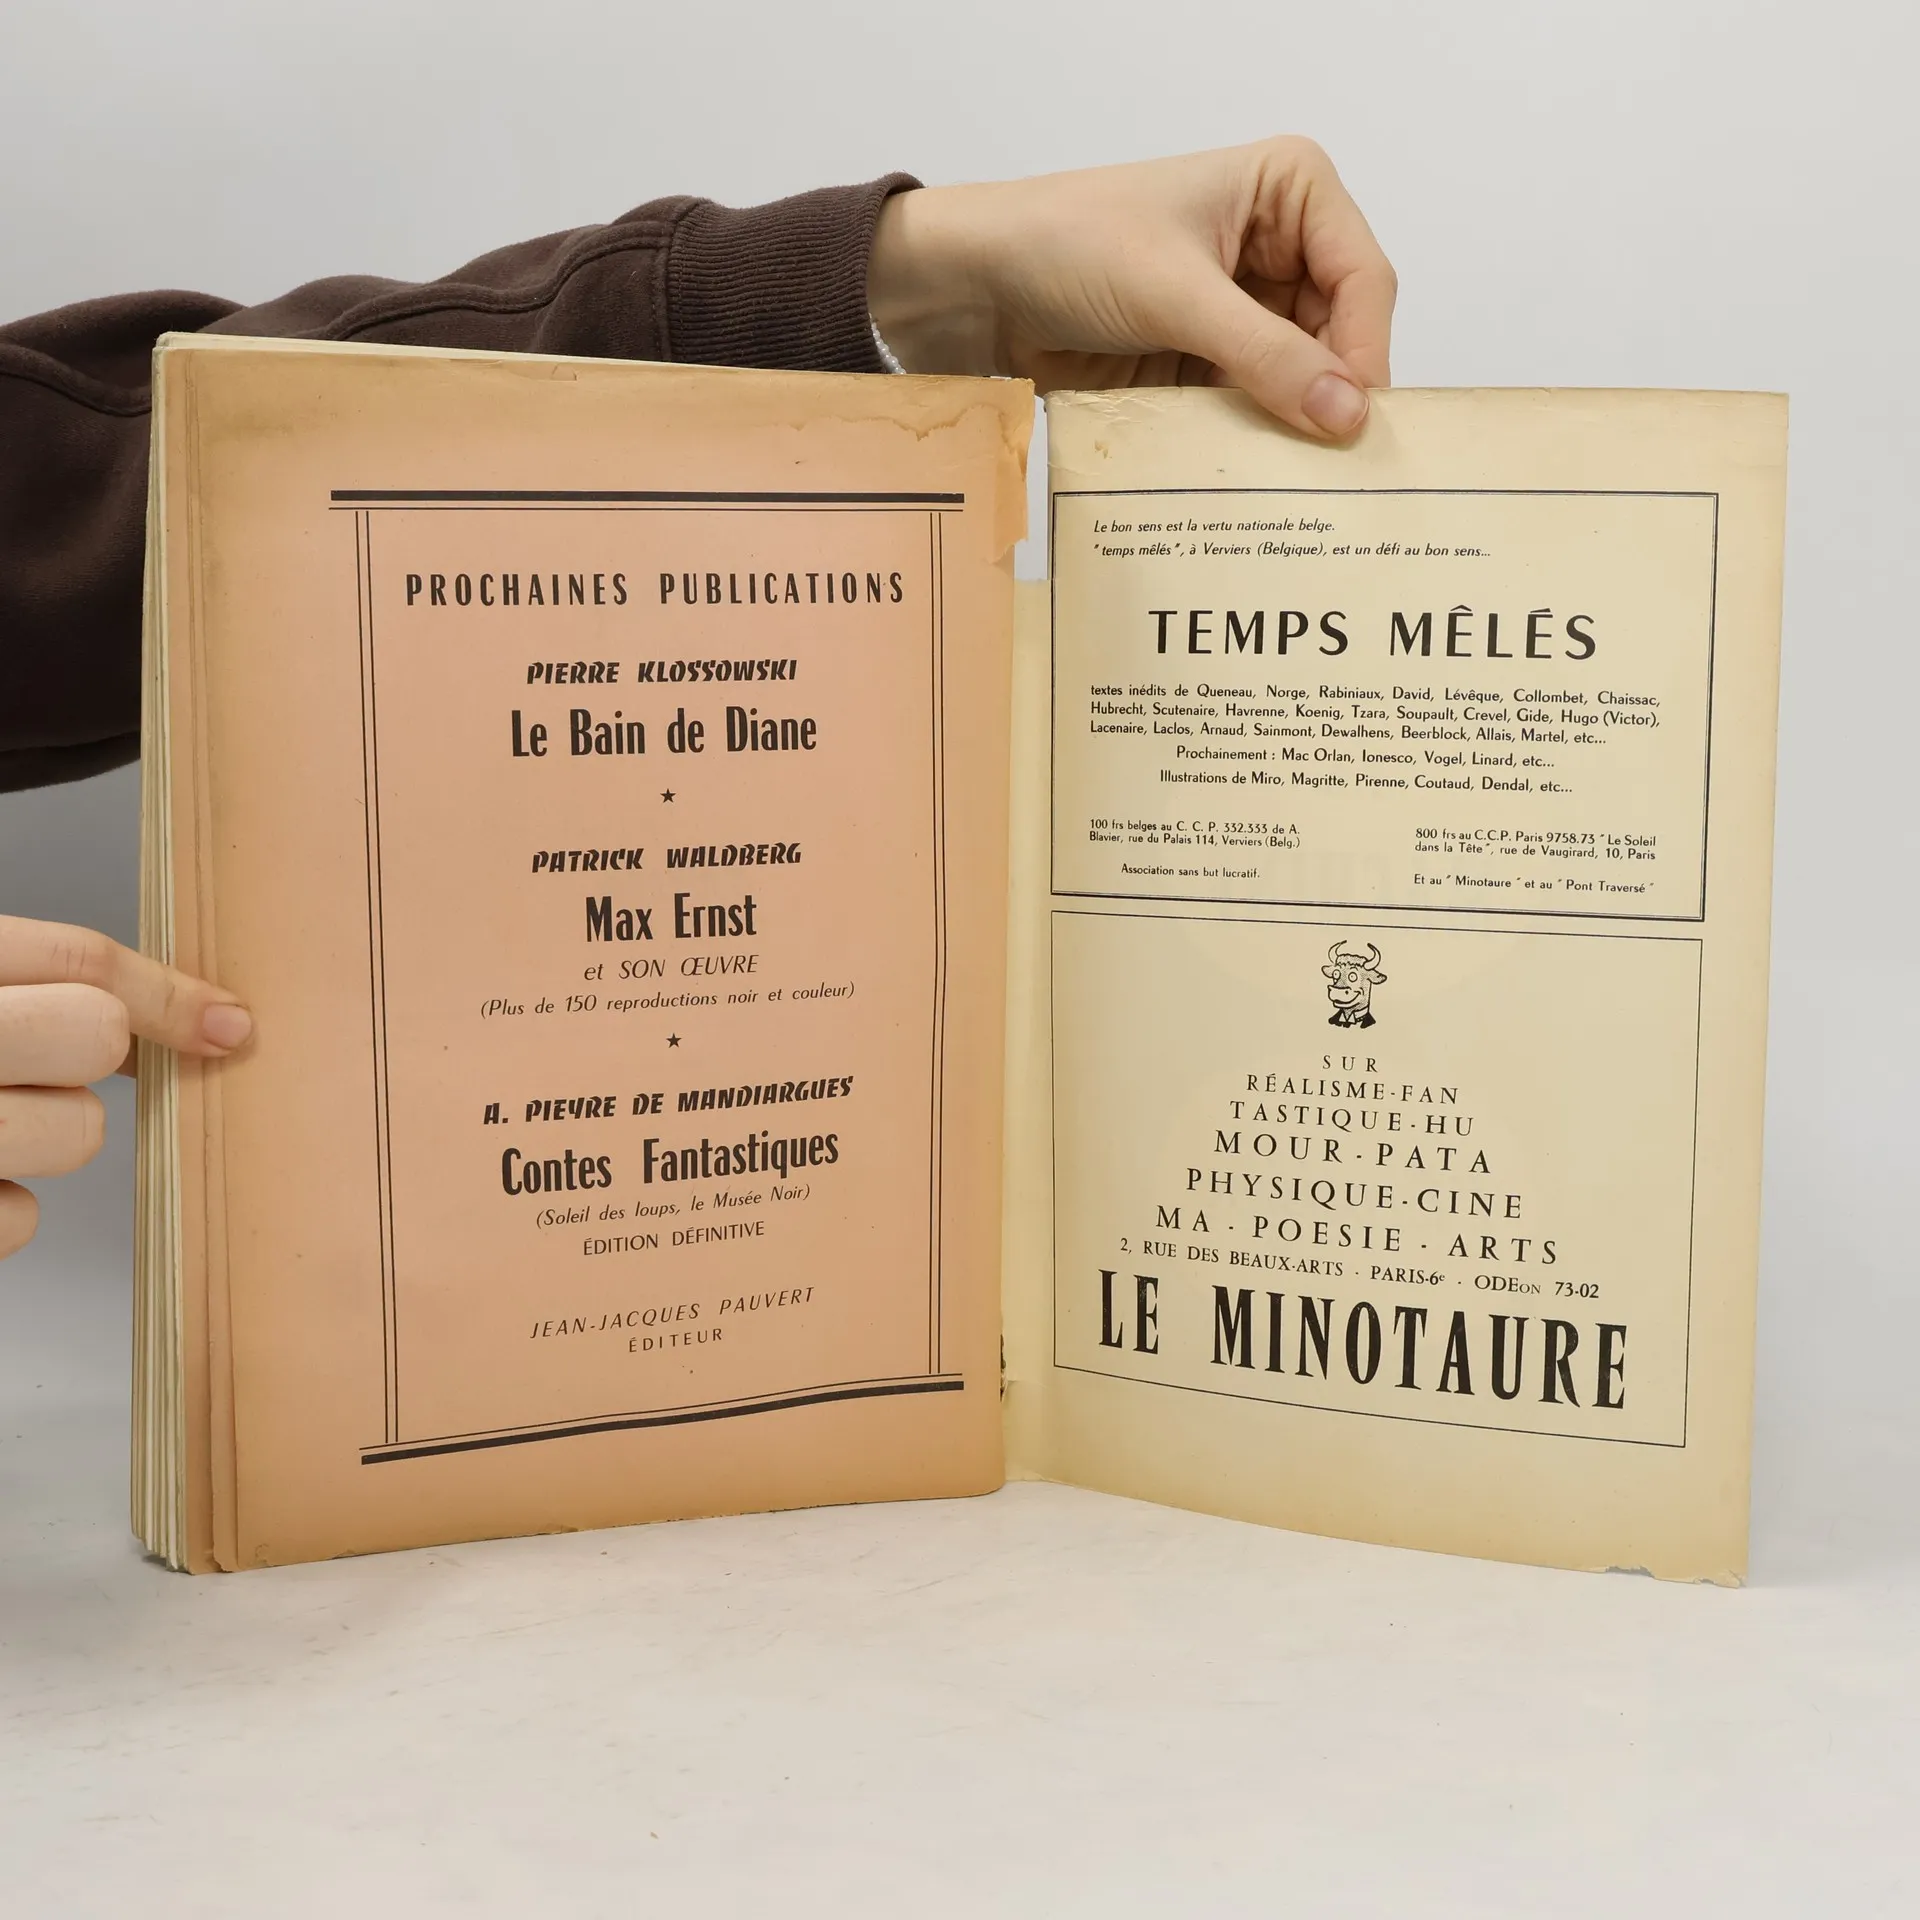 PROCHAINES PUBLICATIONS
PIERRE KLOSSOWSKI
Le Bain de Diane
★
PATRICK WALDBERG
Max Ernst
et SON ŒUVRE
(Plus de 150 reproductions noir et couleur)
★
A. PIEYRE DE MANDIARGUES
Contes Fantastiques
(Soleil des loups, le Musée Noir)
ÉDITION DÉFINITIVE
JEAN-JACQUES PAUVERT
ÉDITEUR
Le bon sens est la vertu nationale belge.
" temps mêlés ", à Verviers (Belgique), est un défi au bon sens...
TEMPS MÊLÉS
textes inédits de Queneau, Norge, Rabiniaux, David, Lévêque, Collombet, Chaissac,
Hubrecht, Scutenaire, Havrenne, Koenig, Tzara, Soupault, Crevel, Gide, Hugo (Victor),
Lacenaire, Laclos, Arnaud, Sainmont, Dewalhens, Beerblock, Allais, Martel, etc...
Prochainement : Mac Orlan, Ionesco, Vogel, Linard, etc...
Illustrations de Miro, Magritte, Pirenne, Coutaud, Dendal, etc...
100 frs belges au C. C. P. 332.333 de A.
Blavier, rue du Palais 114, Verviers (Belg.)
Association sans but lucratif.
800 frs au C.C.P. Paris 9758.73 " Le Soleil
dans la Tête ", rue de Vaugirard, 10, Paris
Et au " Minotaure " et au " Pont Traversé "
SUR
RÉALISME-FAN
TASTIQUE-HU
MOUR-PATA
PHYSIQUE-CINE
MA - POESIE - ARTS
2, RUE DES BEAUX-ARTS - PARIS-6e - ODEON 73-02
LE MINOTAURE